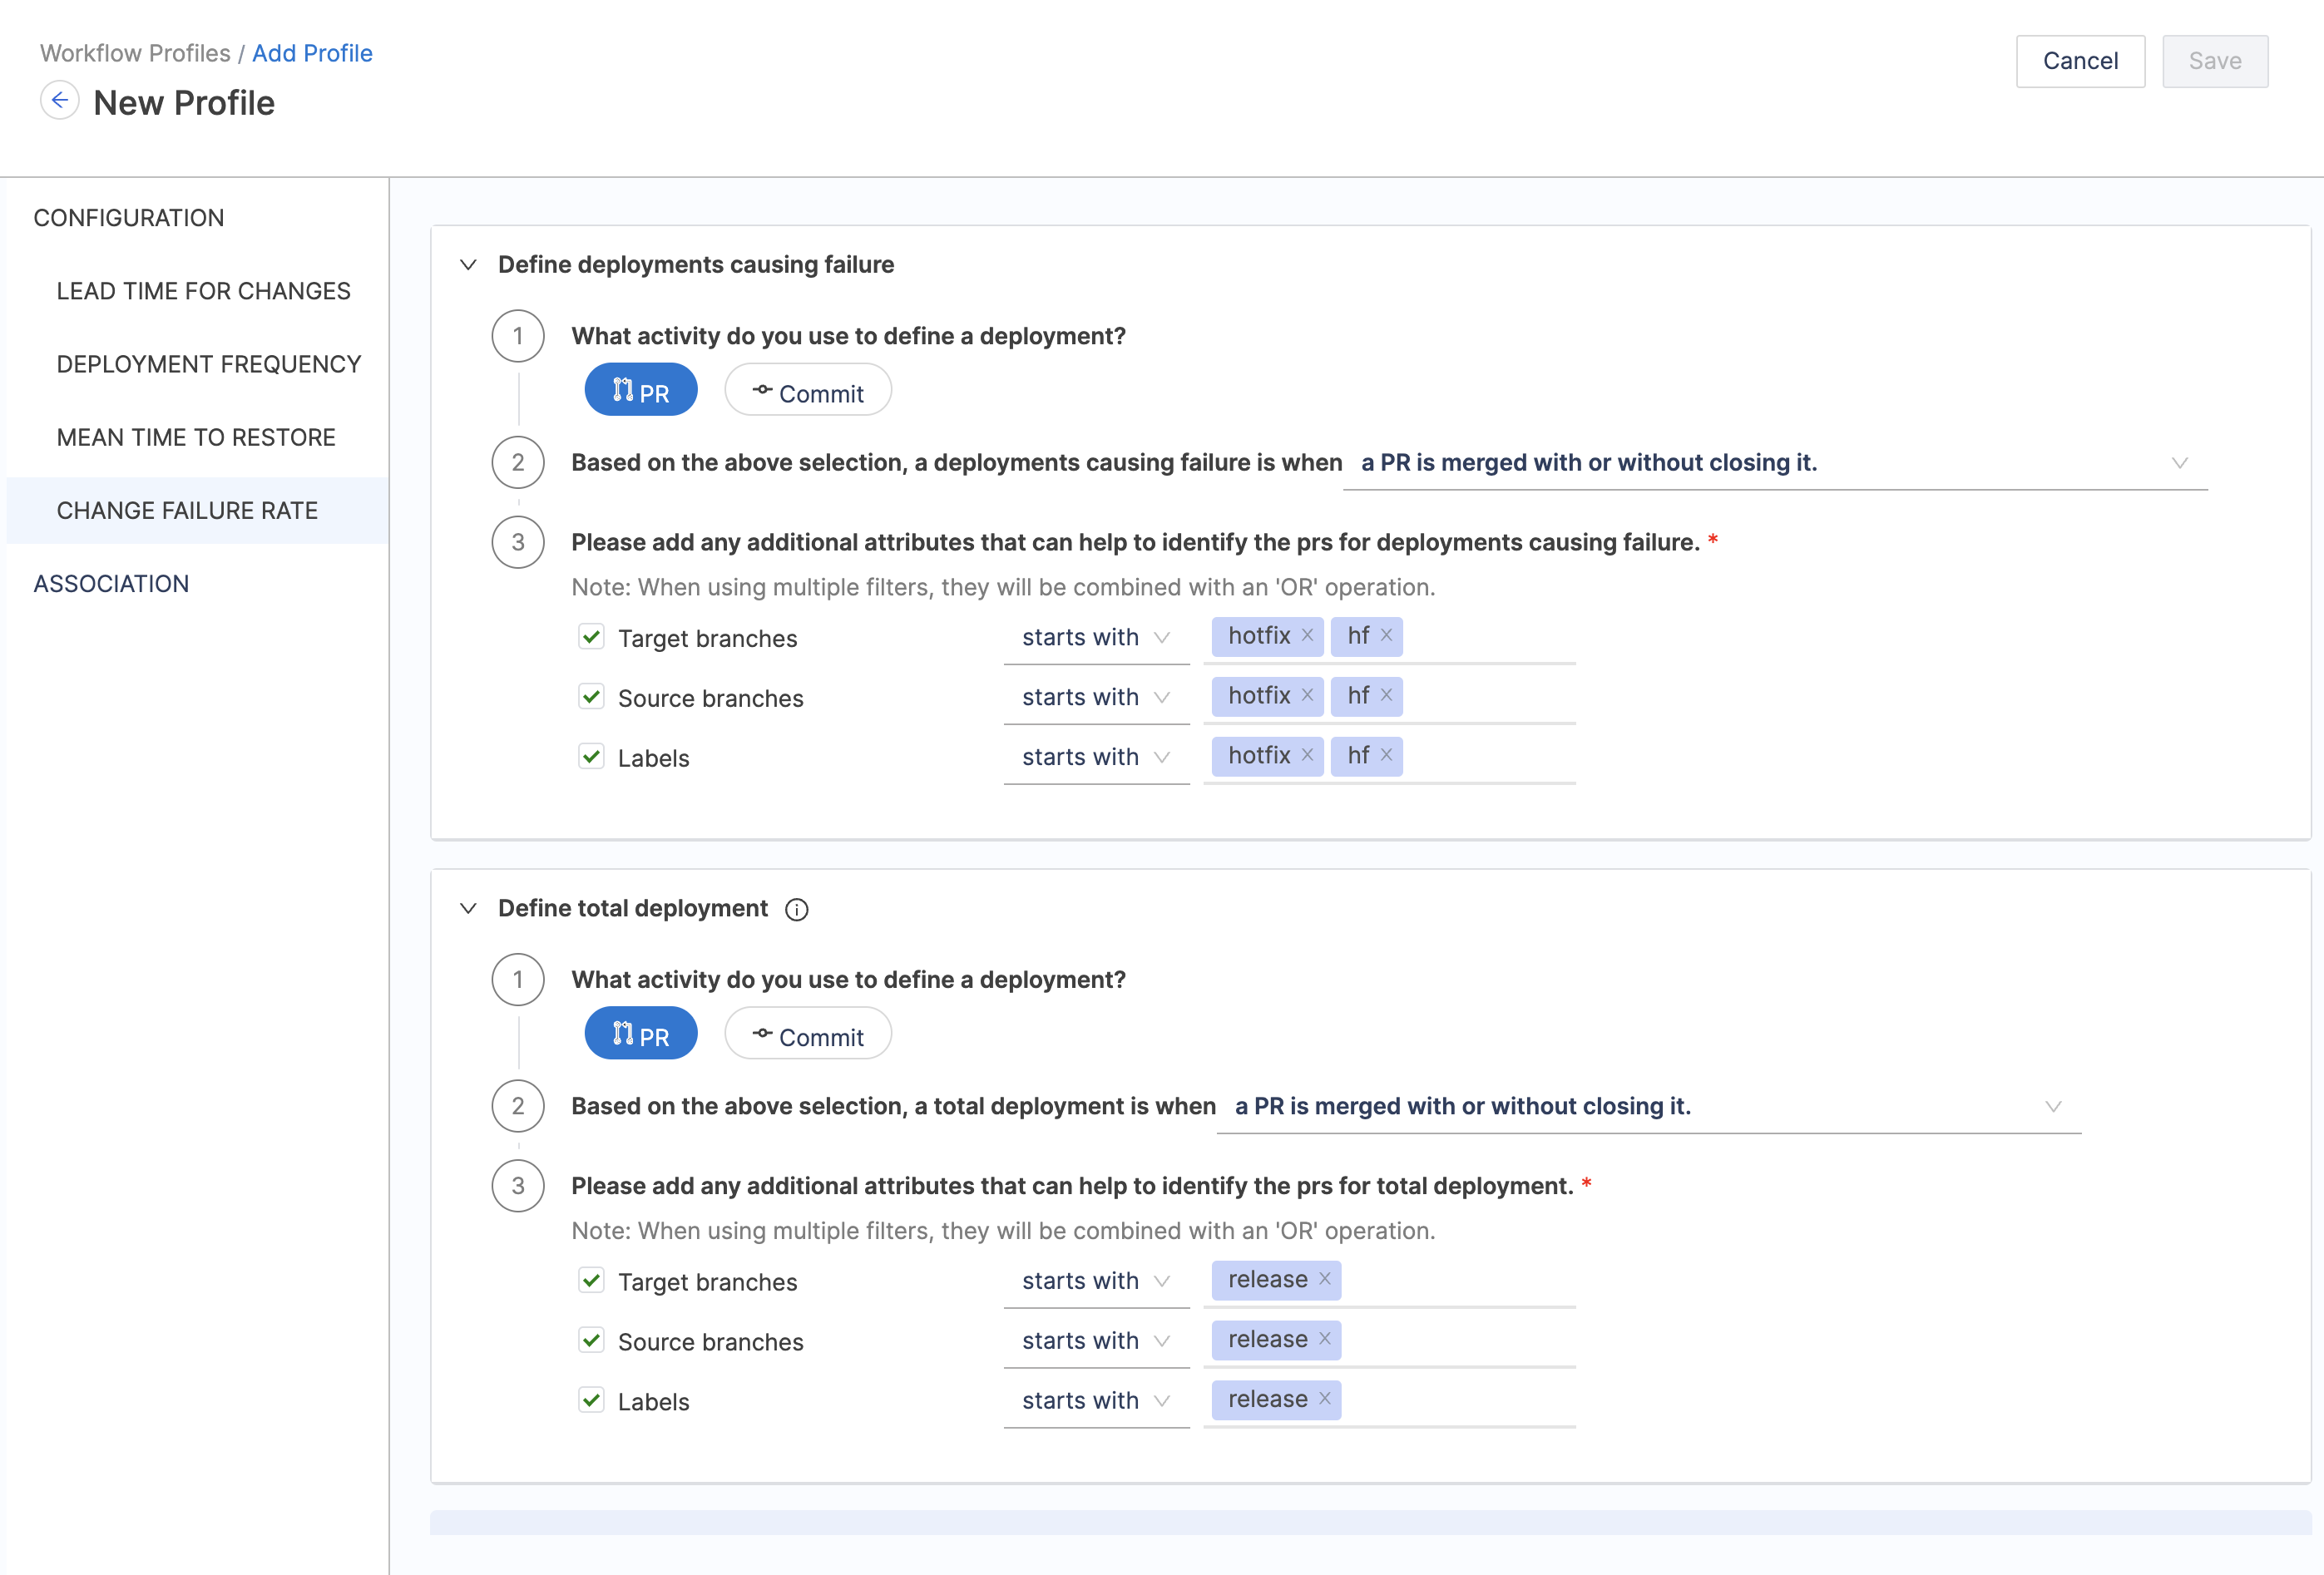 Workflow Profiles / Add Profile
Cancel
Save
New Profile
CONFIGURATION
LEAD TIME FOR CHANGES
DEPLOYMENT FREQUENCY
MEAN TIME TO RESTORE
CHANGE FAILURE RATE
ASSOCIATION
Define deployments causing failure
1 What activity do you use to define a deployment?
PR Commit
2 Based on the above selection, a deployments causing failure is when a PR is merged with or without closing it.
3 Please add any additional attributes that can help to identify the prs for deployments causing failure. *
Note: When using multiple filters, they will be combined with an 'OR' operation.
Target branches starts with hotfix hf
Source branches starts with hotfix hf
Labels starts with hotfix hf
Define total deployment
1 What activity do you use to define a deployment?
PR Commit
2 Based on the above selection, a total deployment is when a PR is merged with or without closing it.
3 Please add any additional attributes that can help to identify the prs for total deployment. *
Note: When using multiple filters, they will be combined with an 'OR' operation.
Target branches starts with release
Source branches starts with release
Labels starts with release